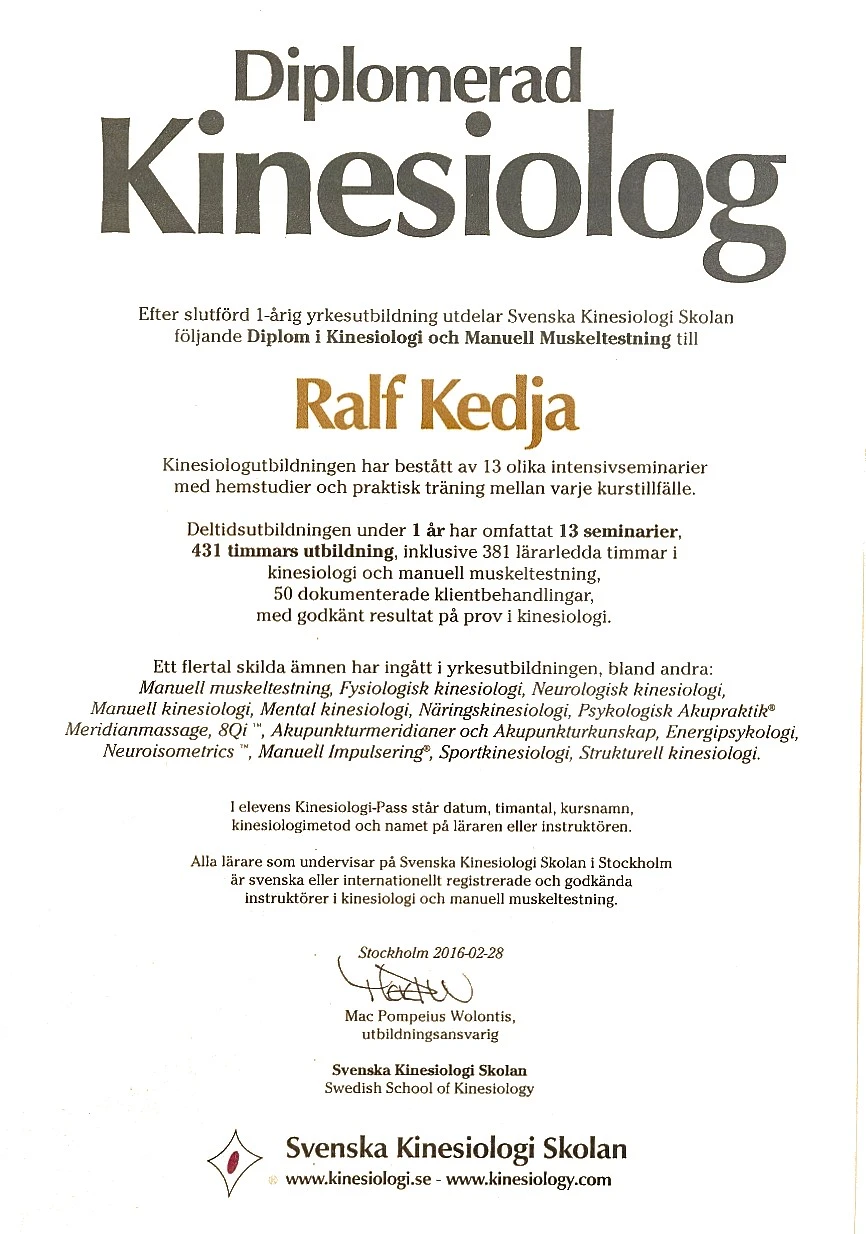 Diplomerad
Kinesiolog
Efter slutförd 1-årig yrkesutbildning utdelar Svenska Kinesiologi Skolan
följande Diplom i Kinesiologi och Manuell Muskeltestning till
Ralf Kedja
Kinesiologutbildningen har bestått av 13 olika intensivseminarier
med hemstudier och praktisk träning mellan varje kurstillfälle.
Deltidsutbildningen under 1 år har omfattat 13 seminarier,
431 timmars utbildning, inklusive 381 lärarledda timmar i
kinesiologi och manuell muskeltestning,
50 dokumenterade klientbehandlingar,
med godkänt resultat på prov i kinesiologi.
Ett flertal skilda ämnen har ingått i yrkesutbildningen, bland andra:
Manuell muskeltestning, Fysiologisk kinesiologi, Neurologisk kinesiologi,
Manuell kinesiologi, Mental kinesiologi, Näringskinesiologi, Psykologisk Akupraktik®
Meridianmassage, 8Qi ™, Akupunkturmeridianer och Akupunkturkunskap, Energipsykologi,
Neuroisometrics ™, Manuell Impulsering®, Sportkinesiologi, Strukturell kinesiologi.
I elevens Kinesiologi-Pass står datum, timantal, kursnamn,
kinesiologimetod och namet på läraren eller instruktören.
Alla lärare som undervisar på Svenska Kinesiologi Skolan i Stockholm
är svenska eller internationellt registrerade och godkända
instruktörer i kinesiologi och manuell muskeltestning.
Stockholm 2016-02-28
Mac Pompeius Wolontis,
utbildningsansvarig
Svenska Kinesiologi Skolan
Swedish School of Kinesiology
Svenska Kinesiologi Skolan
® www.kinesiologi.se - www.kinesiology.com